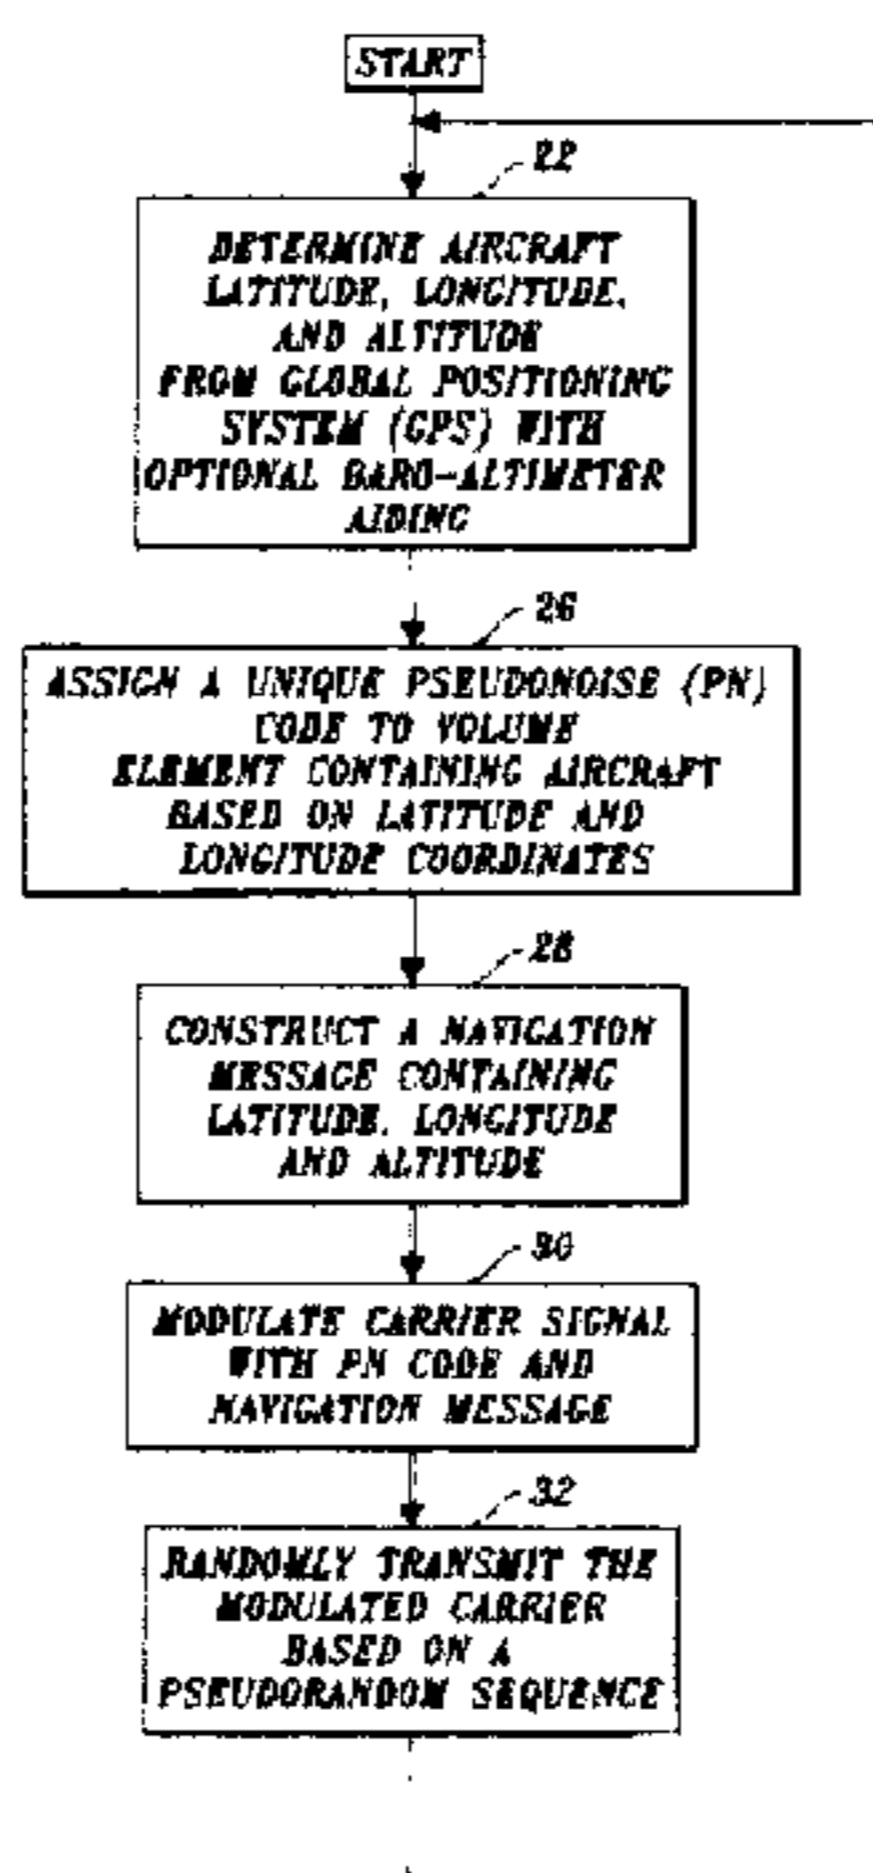 START
22
DETERMINE AIRCRAFT
LATITUDE, LONGITUDE,
AND ALTITUDE
FROM GLOBAL POSITIONING
SYSTEM (GPS) WITH
OPTIONAL BARO-ALTIMETER
AIDING
26
ASSIGN A UNIQUE PSEUDONOISE (PN)
CODE TO VOLUME
ELEMENT CONTAINING AIRCRAFT
BASED ON LATITUDE AND
LONGITUDE COORDINATES
28
CONSTRUCT A NAVIGATION
MESSAGE CONTAINING
LATITUDE, LONGITUDE
AND ALTITUDE
30
MODULATE CARRIER SIGNAL
WITH PN CODE AND
NAVIGATION MESSAGE
32
RANDOMLY TRANSMIT THE
MODULATED CARRIER
BASED ON A
PSEUDORANDOM SEQUENCE